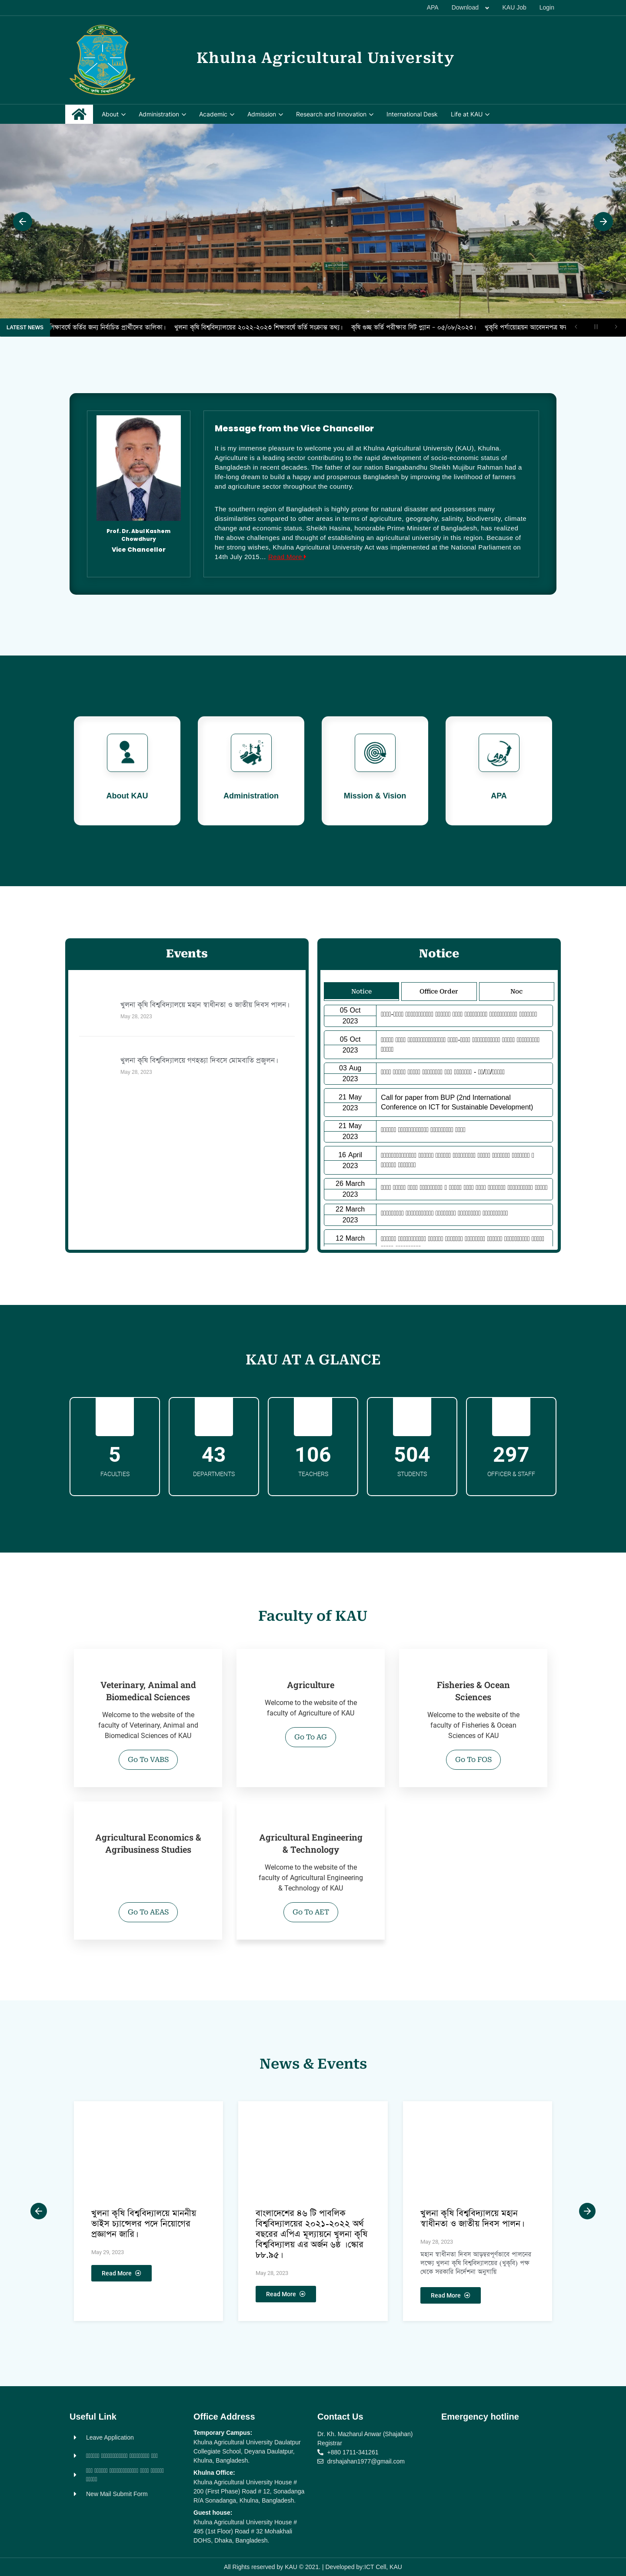 APA Download KAU Job Login
Khulna Agricultural University
About Administration Academic Admission Research and Innovation International Desk Life at KAU
LATEST NEWS শিক্ষাবর্ষে ভর্তির জন্য নির্বাচিত প্রার্থীদের তালিকা। খুলনা কৃষি বিশ্ববিদ্যালয়ের ২০২২-২০২৩ শিক্ষাবর্ষে ভর্তি সংক্রান্ত তথ্য। কৃষি গুচ্ছ ভর্তি পরীক্ষার সিট প্ল্যান - ০৫/০৮/২০২৩। খুকৃবি পর্যায়োন্নয়ন আবেদনপত্র
Prof. Dr. Abul Kashem
Chowdhury
Vice Chancellor
Message from the Vice Chancellor
It is my immense pleasure to welcome you all at Khulna Agricultural University (KAU), Khulna.
Agriculture is a leading sector contributing to the rapid development of socio-economic status of
Bangladesh in recent decades. The father of our nation Bangabandhu Sheikh Mujibur Rahman had a
life-long dream to build a happy and prosperous Bangladesh by improving the livelihood of farmers
and agriculture sector throughout the country.
The southern region of Bangladesh is highly prone for natural disaster and possesses many
dissimilarities compared to other areas in terms of agriculture, geography, salinity, biodiversity, climate
and economic status. Sheikh Hasina, honorable Prime Minister of Bangladesh, has realized
the above challenges and thought of establishing an agricultural university in this region. Because of
her strong wishes, Khulna Agricultural University Act was implemented at the National Parliament on
14th July 2015... Read More
About KAU
Administration
Mission & Vision
APA
Events
খুলনা কৃষি বিশ্ববিদ্যালয়ে মহান স্বাধীনতা ও জাতীয় দিবস পালন।
May 28, 2023
খুলনা কৃষি বিশ্ববিদ্যালয়ে গণহত্যা দিবসে মোমবাতি প্রজ্বলন।
May 28, 2023
Notice
Notice Office Order Noc
05 Oct
2023
05 Oct
2023
03 Aug
2023
21 May
2023
Call for paper from BUP (2nd International
Conference on ICT for Sustainable Development)
21 May
2023
16 April
2023
26 March
2023
22 March
2023
12 March
KAU AT A GLANCE
5
FACULTIES
43
DEPARTMENTS
106
TEACHERS
504
STUDENTS
297
OFFICER & STAFF
Faculty of KAU
Veterinary, Animal and
Biomedical Sciences
Welcome to the website of the
faculty of Veterinary, Animal and
Biomedical Sciences of KAU
Go To VABS
Agriculture
Welcome to the website of the
faculty of Agriculture of KAU
Go To AG
Fisheries & Ocean
Sciences
Welcome to the website of the
faculty of Fisheries & Ocean
Sciences of KAU
Go To FOS
Agricultural Economics &
Agribusiness Studies
Go To AEAS
Agricultural Engineering
& Technology
Welcome to the website of the
faculty of Agricultural Engineering
& Technology of KAU
Go To AET
News & Events
খুলনা কৃষি বিশ্ববিদ্যালয়ে মাননীয়
ভাইস চ্যান্সেলর পদে নিয়োগের
প্রজ্ঞাপন জারি।
May 29, 2023
Read More
বাংলাদেশের ৪৬ টি পাবলিক
বিশ্ববিদ্যালয়ের ২০২১-২০২২ অর্থ
বছরের এপিএ মূল্যায়নে খুলনা কৃষি
বিশ্ববিদ্যালয় এর অর্জন ৬ষ্ঠ ।স্কোর
৮৮.৯৫।
May 28, 2023
Read More
খুলনা কৃষি বিশ্ববিদ্যালয়ে মহান
স্বাধীনতা ও জাতীয় দিবস পালন।
May 28, 2023
মহান স্বাধীনতা দিবস আড়ম্বরপূর্ণভাবে পালনের
লক্ষ্যে খুলনা কৃষি বিশ্ববিদ্যালয়ের (খুকৃবি) পক্ষ
থেকে সরকারি নির্দেশনা অনুযায়ি
Read More
Useful Link
Leave Application
New Mail Submit Form
Office Address
Temporary Campus:
Khulna Agricultural University Daulatpur
Collegiate School, Deyana Daulatpur,
Khulna, Bangladesh.
Khulna Office:
Khulna Agricultural University House #
200 (First Phase) Road # 12, Sonadanga
R/A Sonadanga, Khulna, Bangladesh.
Guest house:
Khulna Agricultural University House #
495 (1st Floor) Road # 32 Mohakhali
DOHS, Dhaka, Bangladesh.
Contact Us
Dr. Kh. Mazharul Anwar (Shajahan)
Registrar
+880 1711-341261
drshajahan1977@gmail.com
Emergency hotline
All Rights reserved by KAU © 2021. | Developed by:ICT Cell, KAU